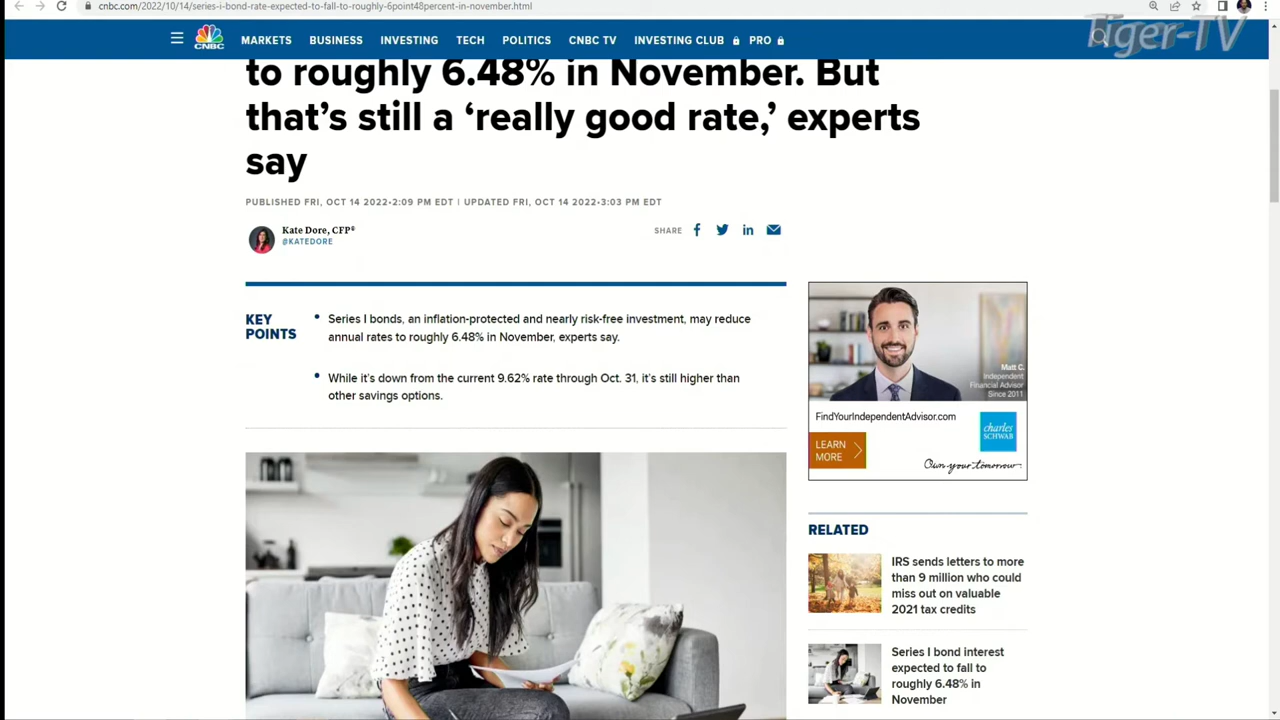 cnbc.com/2022/10/14/series-i-bond-rate-expected-to-fall-to-roughly-6point48percent-in-november.html
Tiger-TV
CNBC
MARKETS BUSINESS INVESTING TECH POLITICS CNBC TV INVESTING CLUB PRO
to roughly 6.48% in November. But
that’s still a ‘really good rate,’ experts
say
PUBLISHED FRI, OCT 14 2022•2:09 PM EDT | UPDATED FRI, OCT 14 2022•3:03 PM EDT
Kate Dore, CFP®
@KATEDORE
SHARE
KEY
POINTS
Series I bonds, an inflation-protected and nearly risk-free investment, may reduce
annual rates to roughly 6.48% in November, experts say.
While it’s down from the current 9.62% rate through Oct. 31, it’s still higher than
other savings options.
Matt C.
Independent
Financial Advisor
Since 2011
FindYourIndependentAdvisor.com
LEARN
MORE
charles
SCHWAB
Own your tomorrow
RELATED
IRS sends letters to more
than 9 million who could
miss out on valuable
2021 tax credits
Series I bond interest
expected to fall to
roughly 6.48% in
November